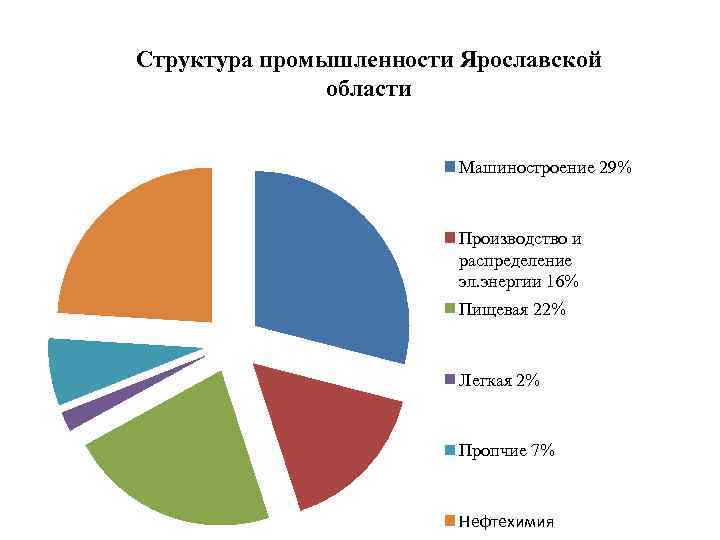 Структура промышленности Ярославской
области
Машиностроение 29%
Производство и
распределение
эл.энергии 16%
Пищевая 22%
Легкая 2%
Пропчие 7%
Нефтехимия